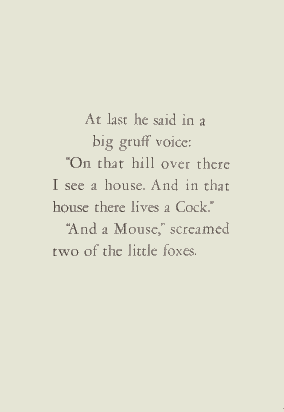 At last he said in a
big gruff voice:
"On that hill over there
I see a house. And in that
house there lives a Cock."
"And a Mouse," screamed
two of the little foxes.